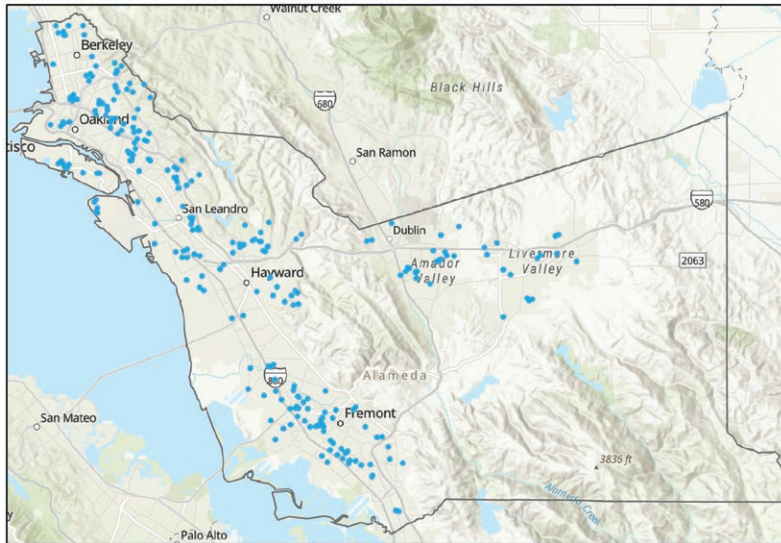 Walnut Creek
Berkeley
Black Hills
680
Oakland
cisco
San Ramon
580
San Leandro
Dublin
Amador
Valley
Livermore
Valley
2063
Hayward
Alameda
880
San Mateo
Fremont
3836 ft
Alameda
Creek
y
Palo Alto